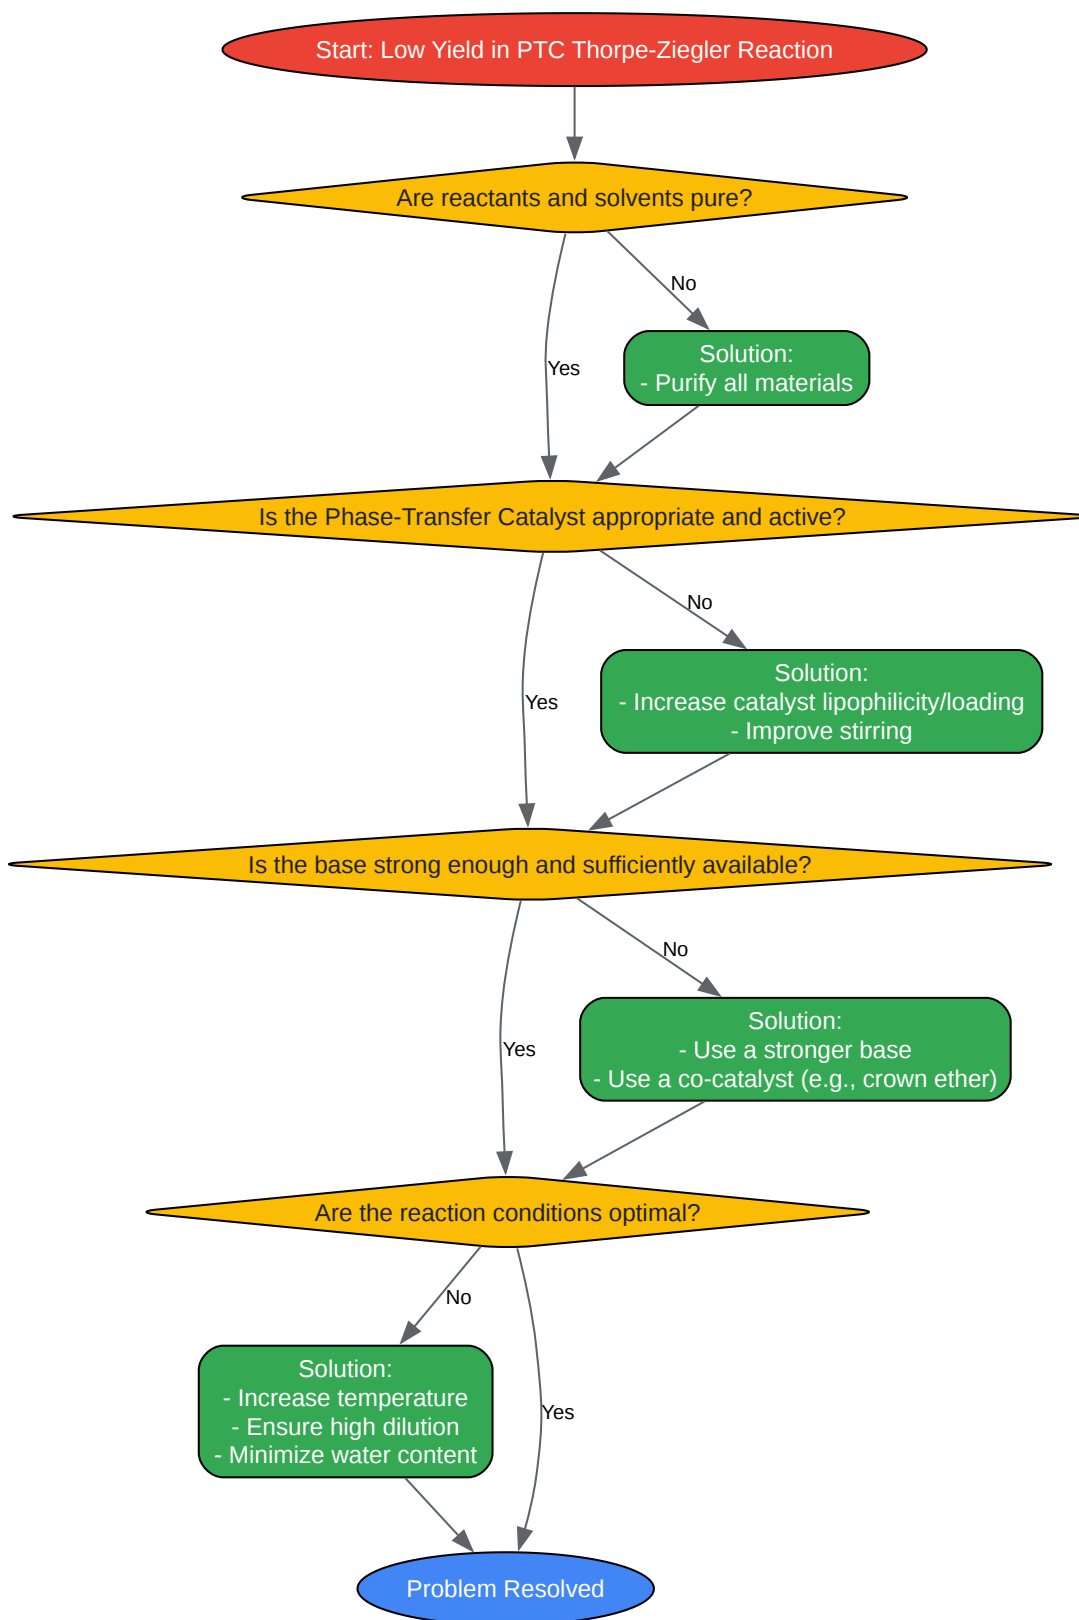 Start: Low Yield in PTC Thorpe-Ziegler Reaction
Are reactants and solvents pure?
No
Solution:
- Purify all materials
Yes
Is the Phase-Transfer Catalyst appropriate and active?
No
Solution:
- Increase catalyst lipophilicity/loading
- Improve stirring
Yes
Is the base strong enough and sufficiently available?
No
Solution:
- Use a stronger base
- Use a co-catalyst (e.g., crown ether)
Yes
Are the reaction conditions optimal?
No
Solution:
- Increase temperature
- Ensure high dilution
- Minimize water content
Yes
Problem Resolved